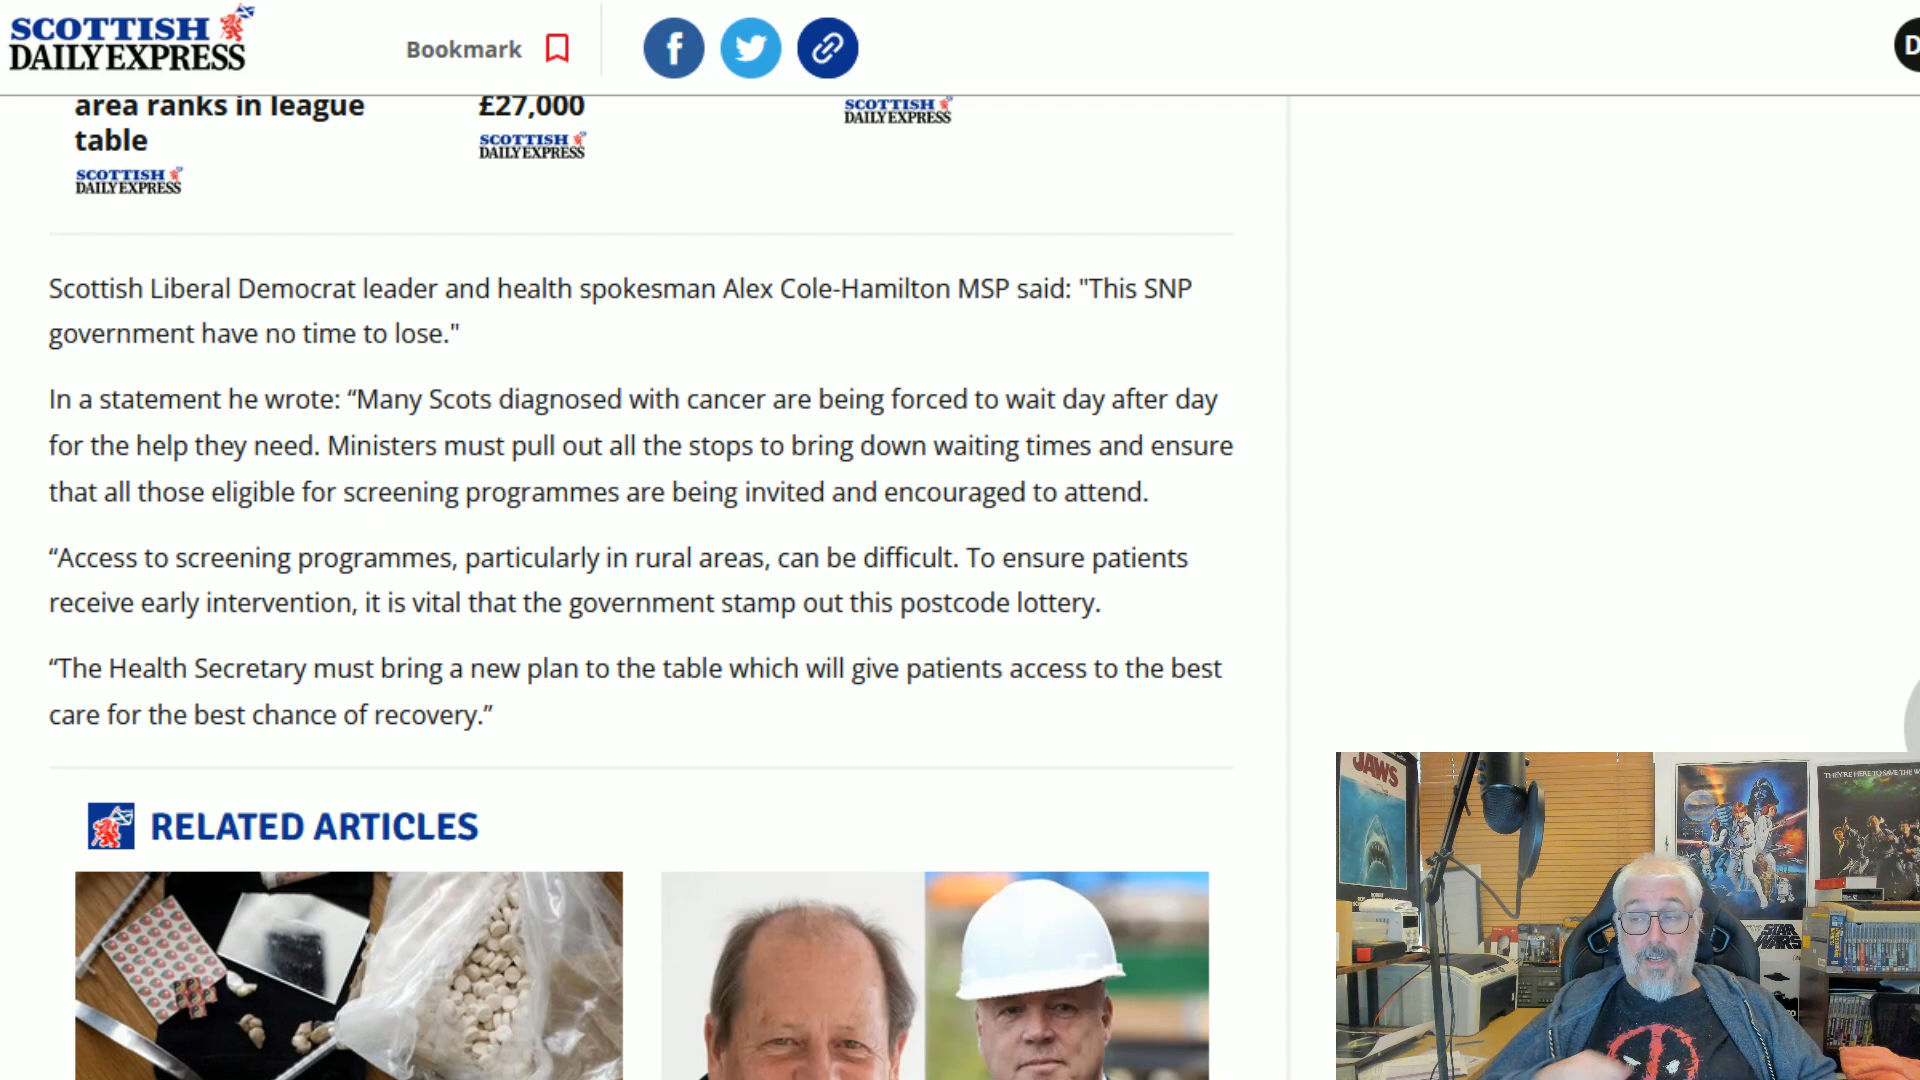 SCOTTISH
DAILY EXPRESS
Bookmark
f
D
area ranks in league
table
SCOTTISH
DAILY EXPRESS
£27,000
SCOTTISH
DAILY EXPRESS
SCOTTISH
DAILY EXPRESS
Scottish Liberal Democrat leader and health spokesman Alex Cole-Hamilton MSP said: "This SNP
government have no time to lose."
In a statement he wrote: “Many Scots diagnosed with cancer are being forced to wait day after day
for the help they need. Ministers must pull out all the stops to bring down waiting times and ensure
that all those eligible for screening programmes are being invited and encouraged to attend.
“Access to screening programmes, particularly in rural areas, can be difficult. To ensure patients
receive early intervention, it is vital that the government stamp out this postcode lottery.
“The Health Secretary must bring a new plan to the table which will give patients access to the best
care for the best chance of recovery.”
RELATED ARTICLES
JAWS
THEY'RE HERE TO SAVE THE W
STAR
WARS